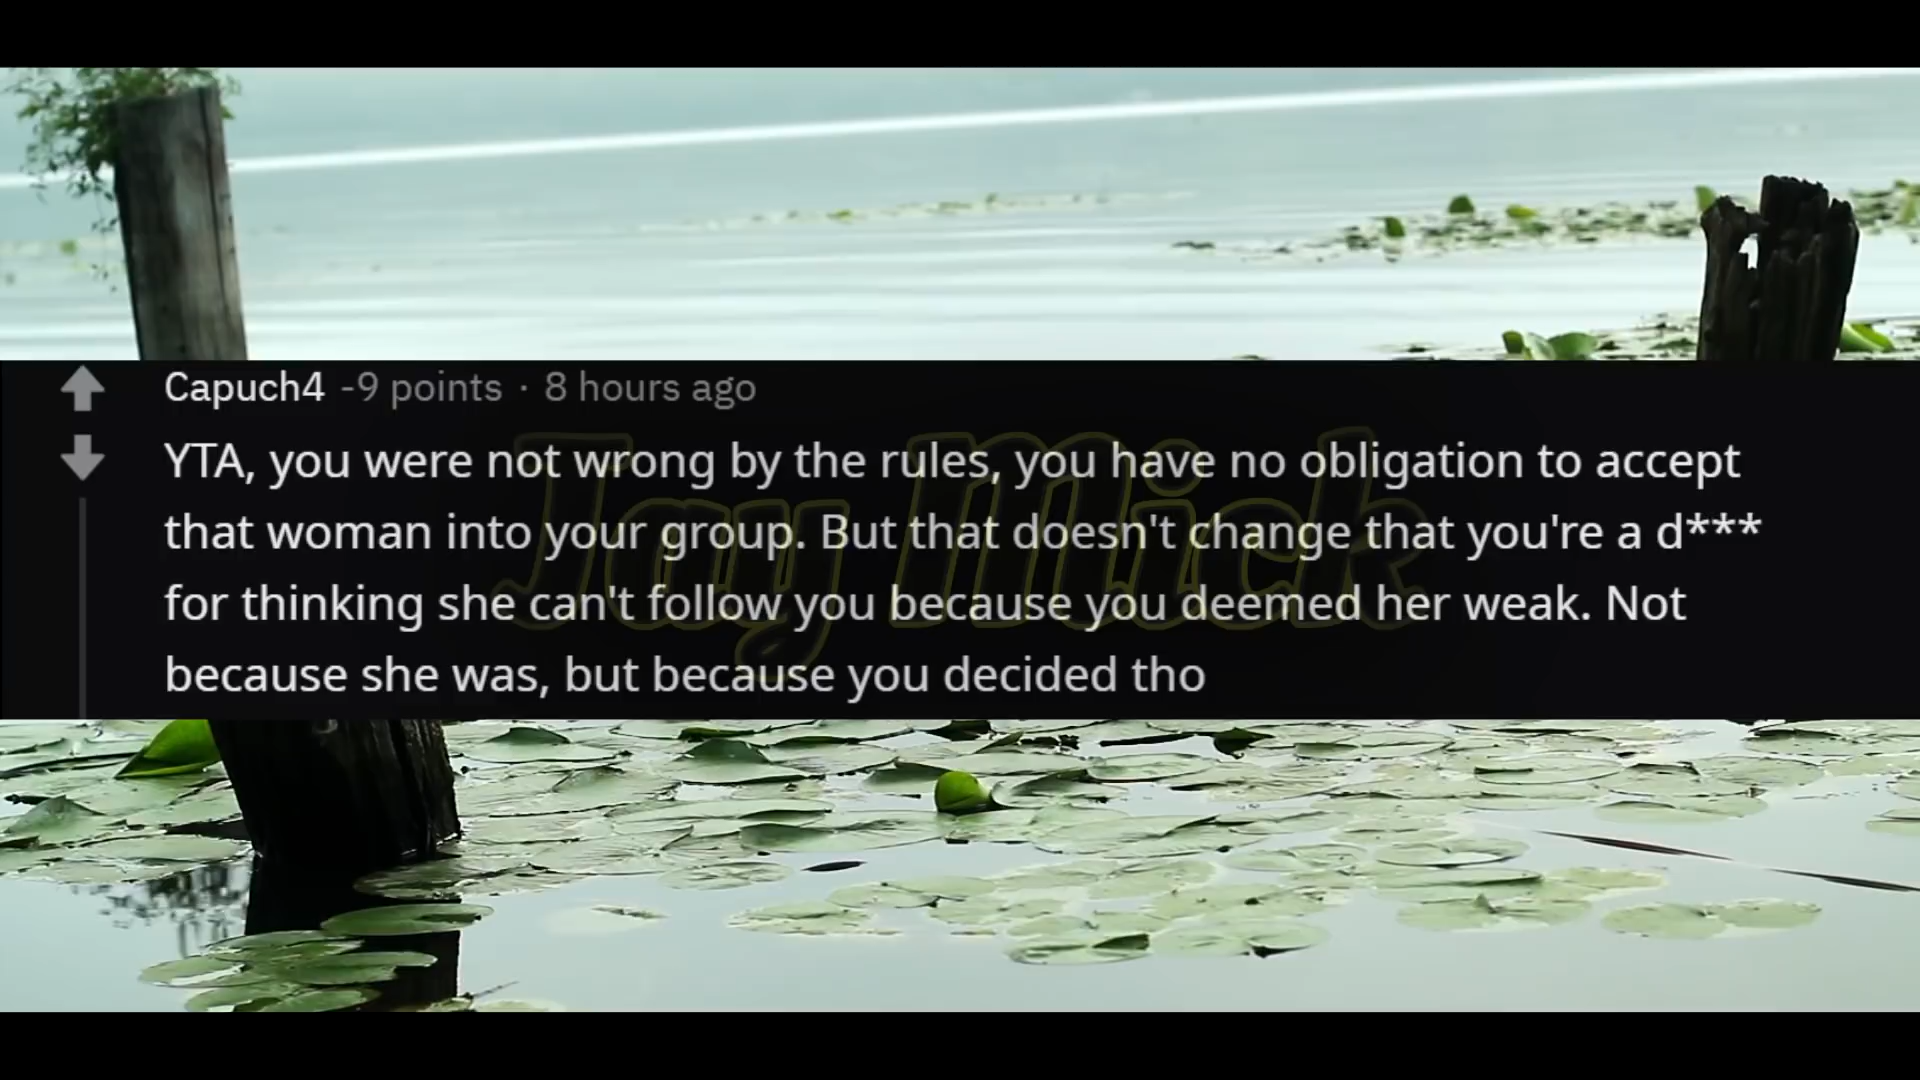 Capuch4 -9 points · 8 hours ago
YTA, you were not wrong by the rules, you have no obligation to accept
that woman into your group. But that doesn't change that you're a d***
for thinking she can't follow you because you deemed her weak. Not
because she was, but because you decided tho
Jay Mick